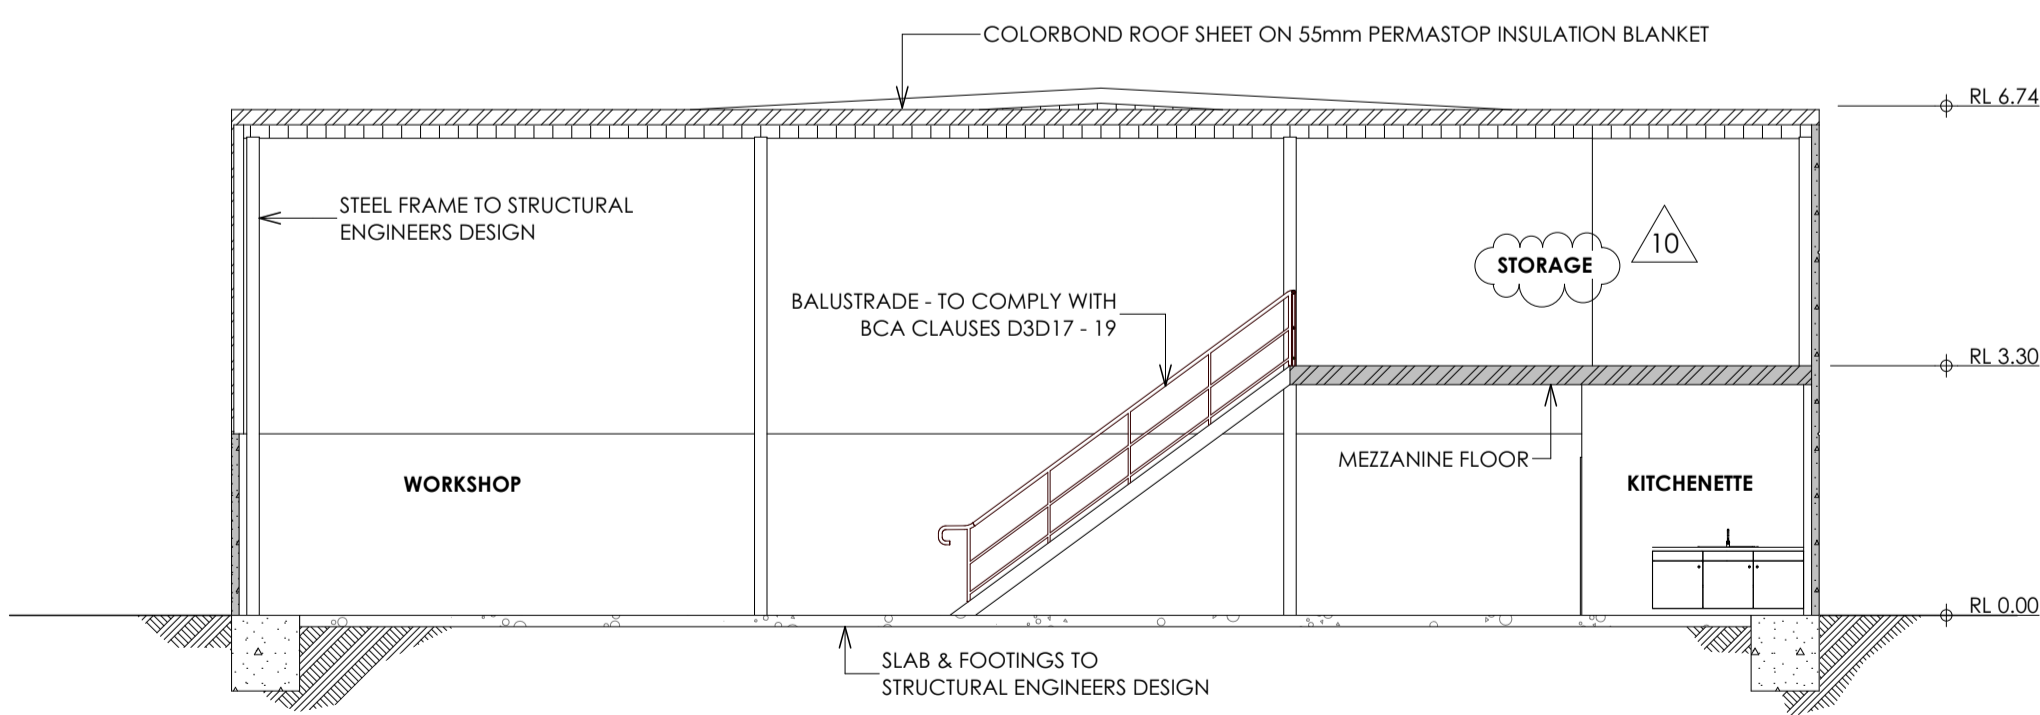 COLORBOND ROOF SHEET ON 55mm PERMASTOP INSULATION BLANKET
RL 6.74
STEEL FRAME TO STRUCTURAL
ENGINEERS DESIGN
10
STORAGE
BALUSTRADE - TO COMPLY WITH
BCA CLAUSES D3D17 - 19
RL 3.30
MEZZANINE FLOOR
WORKSHOP
KITCHENETTE
RL 0.00
SLAB & FOOTINGS TO
STRUCTURAL ENGINEERS DESIGN